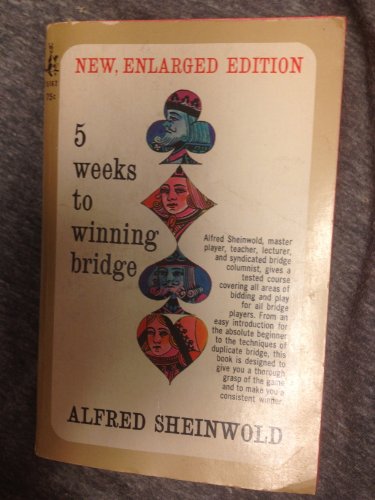 NEW, ENLARGED EDITION
5
weeks
to
winning
bridge
Alfred Sheinwold, master
player, teacher, lecturer,
and syndicated bridge
columnist, gives a
tested course
covering all areas of
bidding and play
for all bridge
players. From an
easy introduction for
the absolute beginner
to the techniques of
duplicate bridge, this
book is designed to
give you a thorough
grasp of the game
and to make you a
consistent winner.
ALFRED SHEINWOLD
75¢